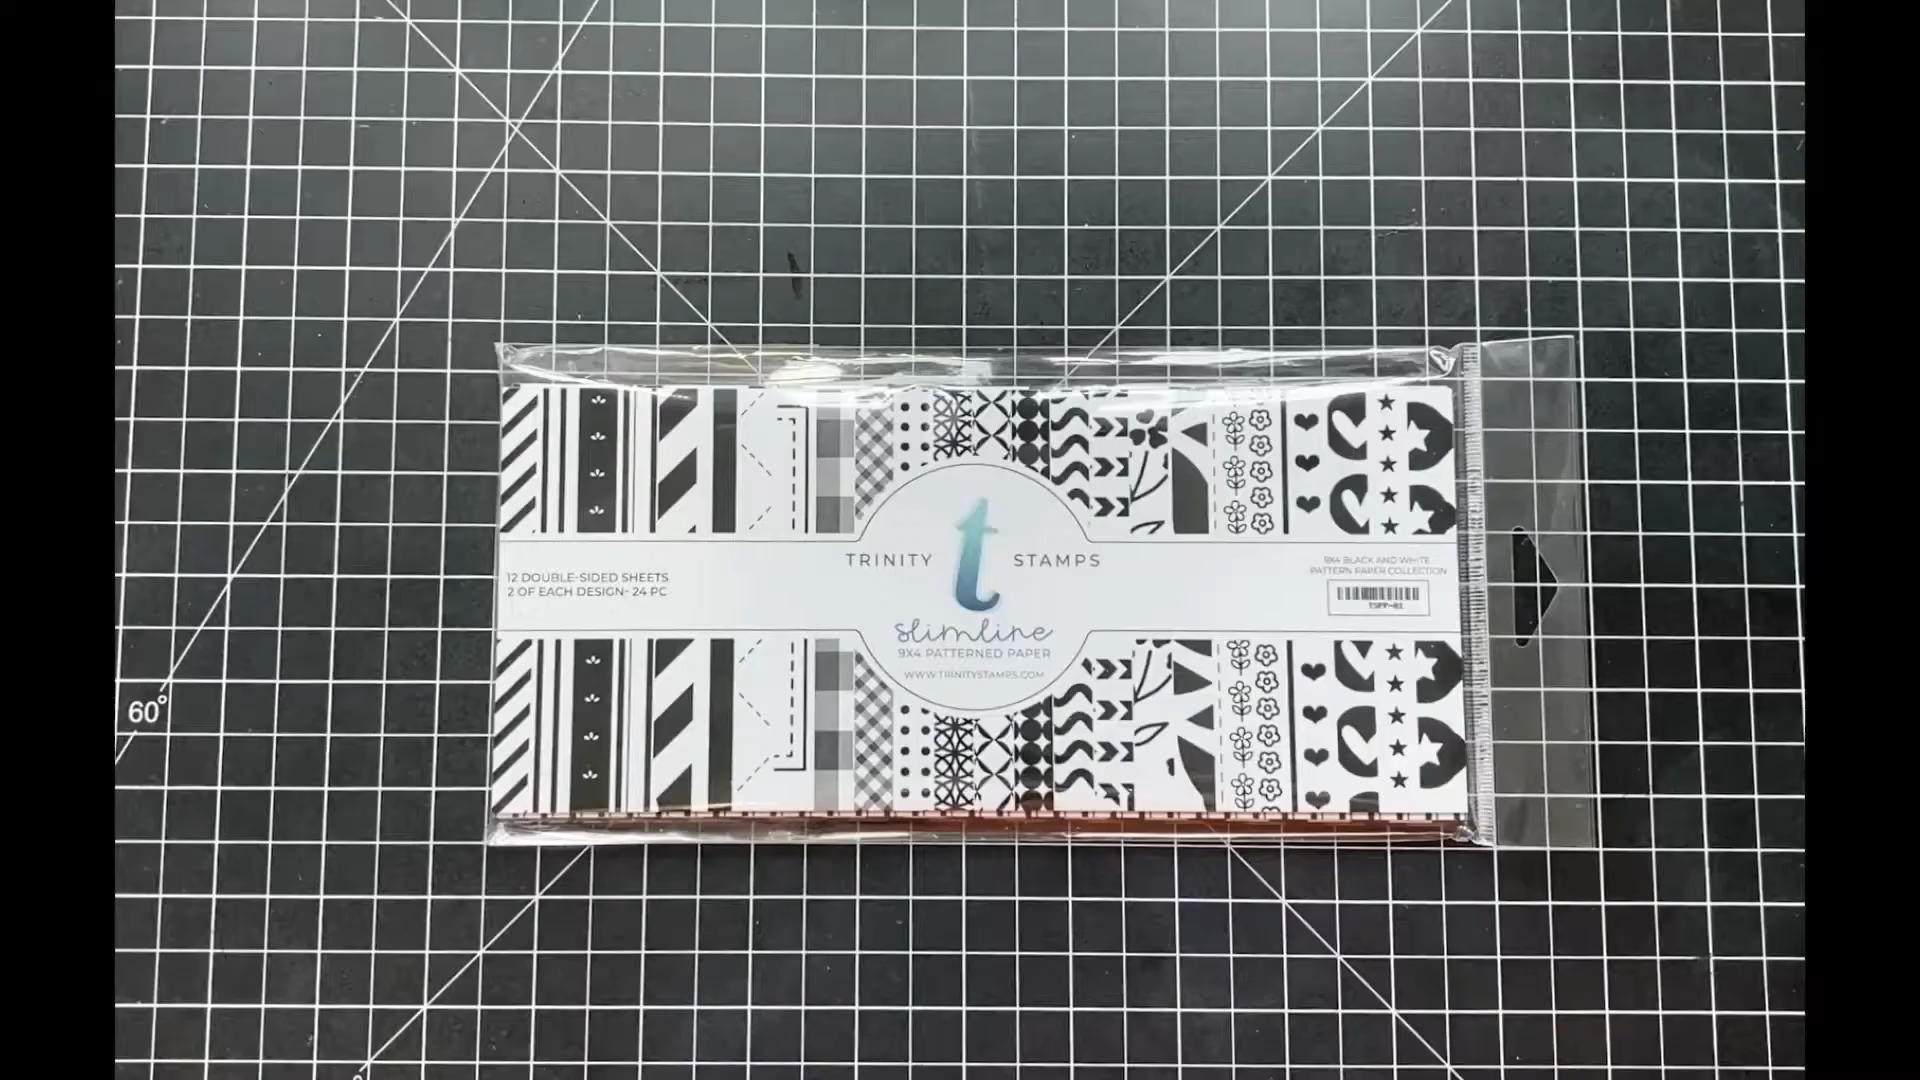 12 DOUBLE-SIDED SHEETS
2 OF EACH DESIGN- 24 PC
TRINITY t STAMPS
slimline
9X4 PATTERNED PAPER
WWW.TRINITYSTAMPS.COM
9X4 BLACK AND WHITE
PATTERN PAPER COLLECTION
60°